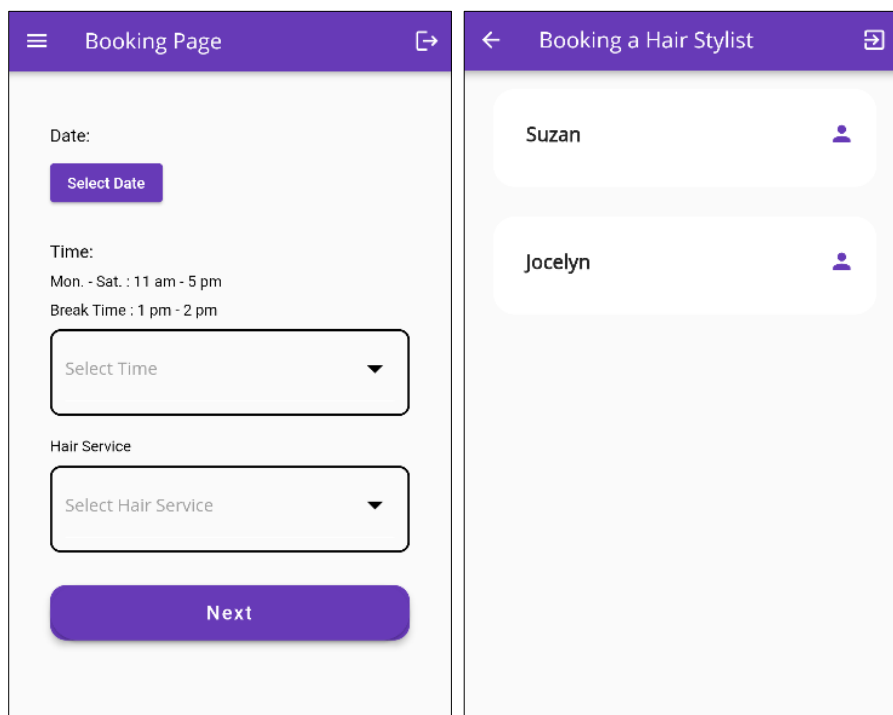 Booking Page
Date:
Select Date
Time:
Mon. - Sat. : 11 am - 5 pm
Break Time : 1 pm - 2 pm
Select Time
Hair Service
Select Hair Service
Next
Booking a Hair Stylist
Suzan
Jocelyn